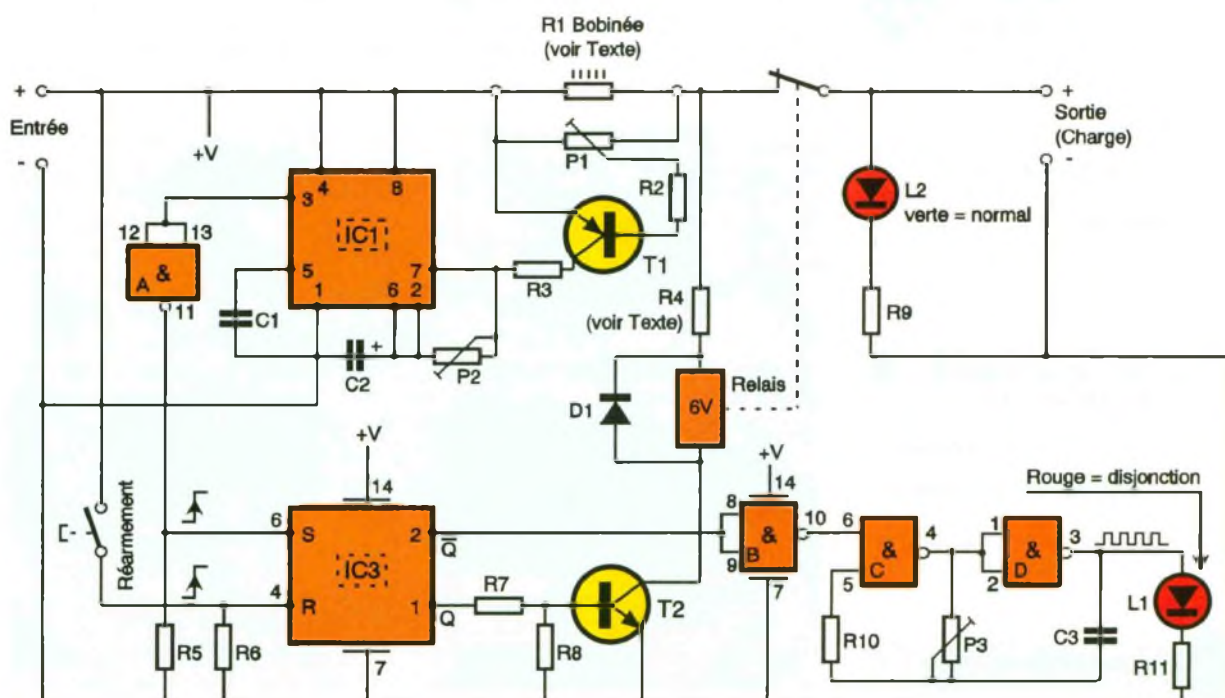 R1 Bobinée
(voir Texte)
+
Entrée
-
+V
4
8
3
IC1
5
1
6
2
7
12
13
A
&
11
C1
C2
+
P2
P1
R2
T1
R3
R4
(voir Texte)
+
Sortie
(Charge)
-
L2
verte = normal
R9
Relais
6V
D1
+V
14
Réarmement
6
S
2
Q
IC3
4
R
1
Q
7
R5
R6
R7
R8
T2
+V
14
8
&
B
9
10
7
6
&
C
5
4
1
&
D
2
3
Rouge = disjonction
L1
R10
P3
C3
R11